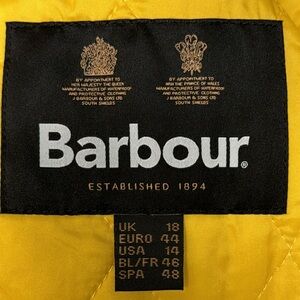 BY APPOINTMENT TO
HER MAJESTY THE QUEEN
MANUFACTURERS OF WATERPROOF
AND PROTECTIVE CLOTHING
J BARBOUR & SONS LTD
SOUTH SHIELDS
BY APPOINTMENT TO
HRH THE PRINCE OF WALES
MANUFACTURERS OF WATERPROOF
AND PROTECTIVE CLOTHING
J BARBOUR & SONS LTD
SOUTH SHIELDS
Barbour®
ESTABLISHED 1894
UK 18
EURO 44
USA 14
BL/FR 46
SPA 48